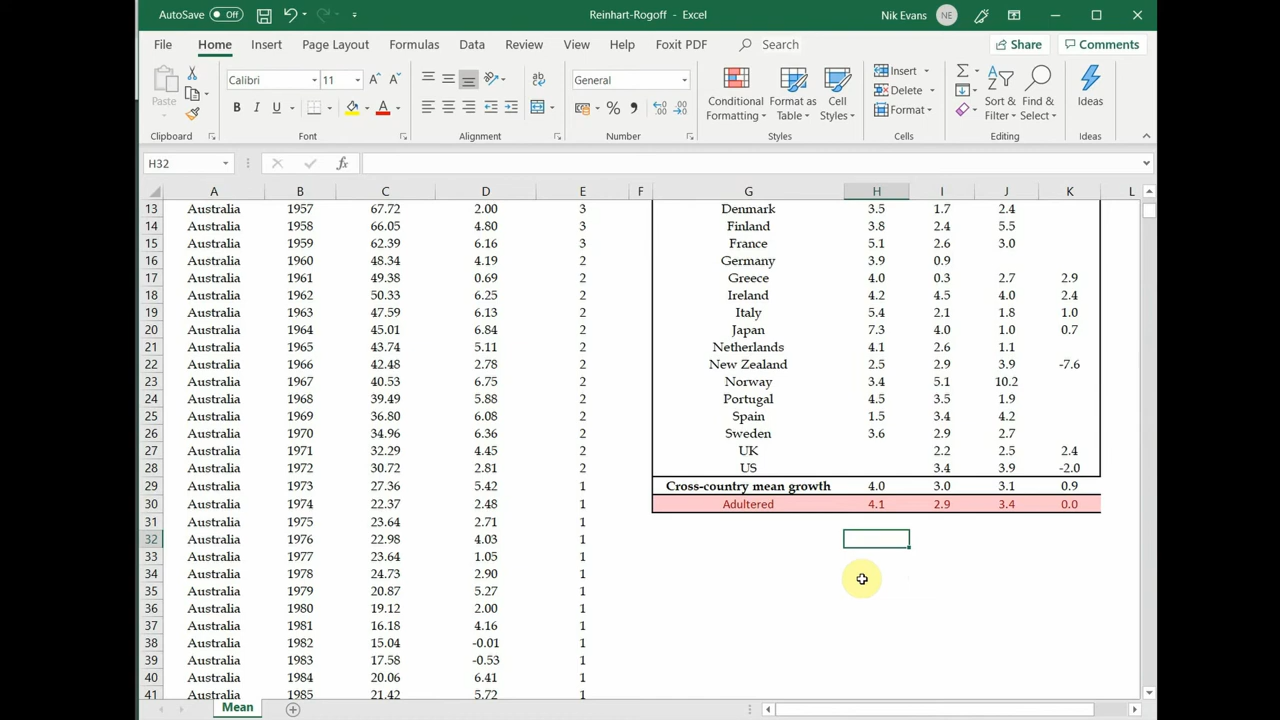 AutoSave Off Reinhart-Rogoff - Excel Nik Evans NE
File Home Insert Page Layout Formulas Data Review View Help Foxit PDF Search Share Comments
Paste Calibri 11 A A General Conditional Formatting Format as Table Cell Styles Insert Delete Format Sort & Filter Find & Select Ideas
B I U A % ,
Clipboard Font Alignment Number Styles Cells Editing Ideas
H32 fx
A B C D E F G H I J K L
13 Australia 1957 67.72 2.00 3 Denmark 3.5 1.7 2.4
14 Australia 1958 66.05 4.80 3 Finland 3.8 2.4 5.5
15 Australia 1959 62.39 6.16 3 France 5.1 2.6 3.0
16 Australia 1960 48.34 4.19 2 Germany 3.9 0.9
17 Australia 1961 49.38 0.69 2 Greece 4.0 0.3 2.7 2.9
18 Australia 1962 50.33 6.25 2 Ireland 4.2 4.5 4.0 2.4
19 Australia 1963 47.59 6.13 2 Italy 5.4 2.1 1.8 1.0
20 Australia 1964 45.01 6.84 2 Japan 7.3 4.0 1.0 0.7
21 Australia 1965 43.74 5.11 2 Netherlands 4.1 2.6 1.1
22 Australia 1966 42.48 2.78 2 New Zealand 2.5 2.9 3.9 -7.6
23 Australia 1967 40.53 6.75 2 Norway 3.4 5.1 10.2
24 Australia 1968 39.49 5.88 2 Portugal 4.5 3.5 1.9
25 Australia 1969 36.80 6.08 2 Spain 1.5 3.4 4.2
26 Australia 1970 34.96 6.36 2 Sweden 3.6 2.9 2.7
27 Australia 1971 32.29 4.45 2 UK 2.2 2.5 2.4
28 Australia 1972 30.72 2.81 2 US 3.4 3.9 -2.0
29 Australia 1973 27.36 5.42 1 Cross-country mean growth 4.0 3.0 3.1 0.9
30 Australia 1974 22.37 2.48 1 Adultered 4.1 2.9 3.4 0.0
31 Australia 1975 23.64 2.71 1
32 Australia 1976 22.98 4.03 1
33 Australia 1977 23.64 1.05 1
34 Australia 1978 24.73 2.90 1
35 Australia 1979 20.87 5.27 1
36 Australia 1980 19.12 2.00 1
37 Australia 1981 16.18 4.16 1
38 Australia 1982 15.04 -0.01 1
39 Australia 1983 17.58 -0.53 1
40 Australia 1984 20.06 6.41 1
41 Australia 1985 21.42 5.72 1
Mean